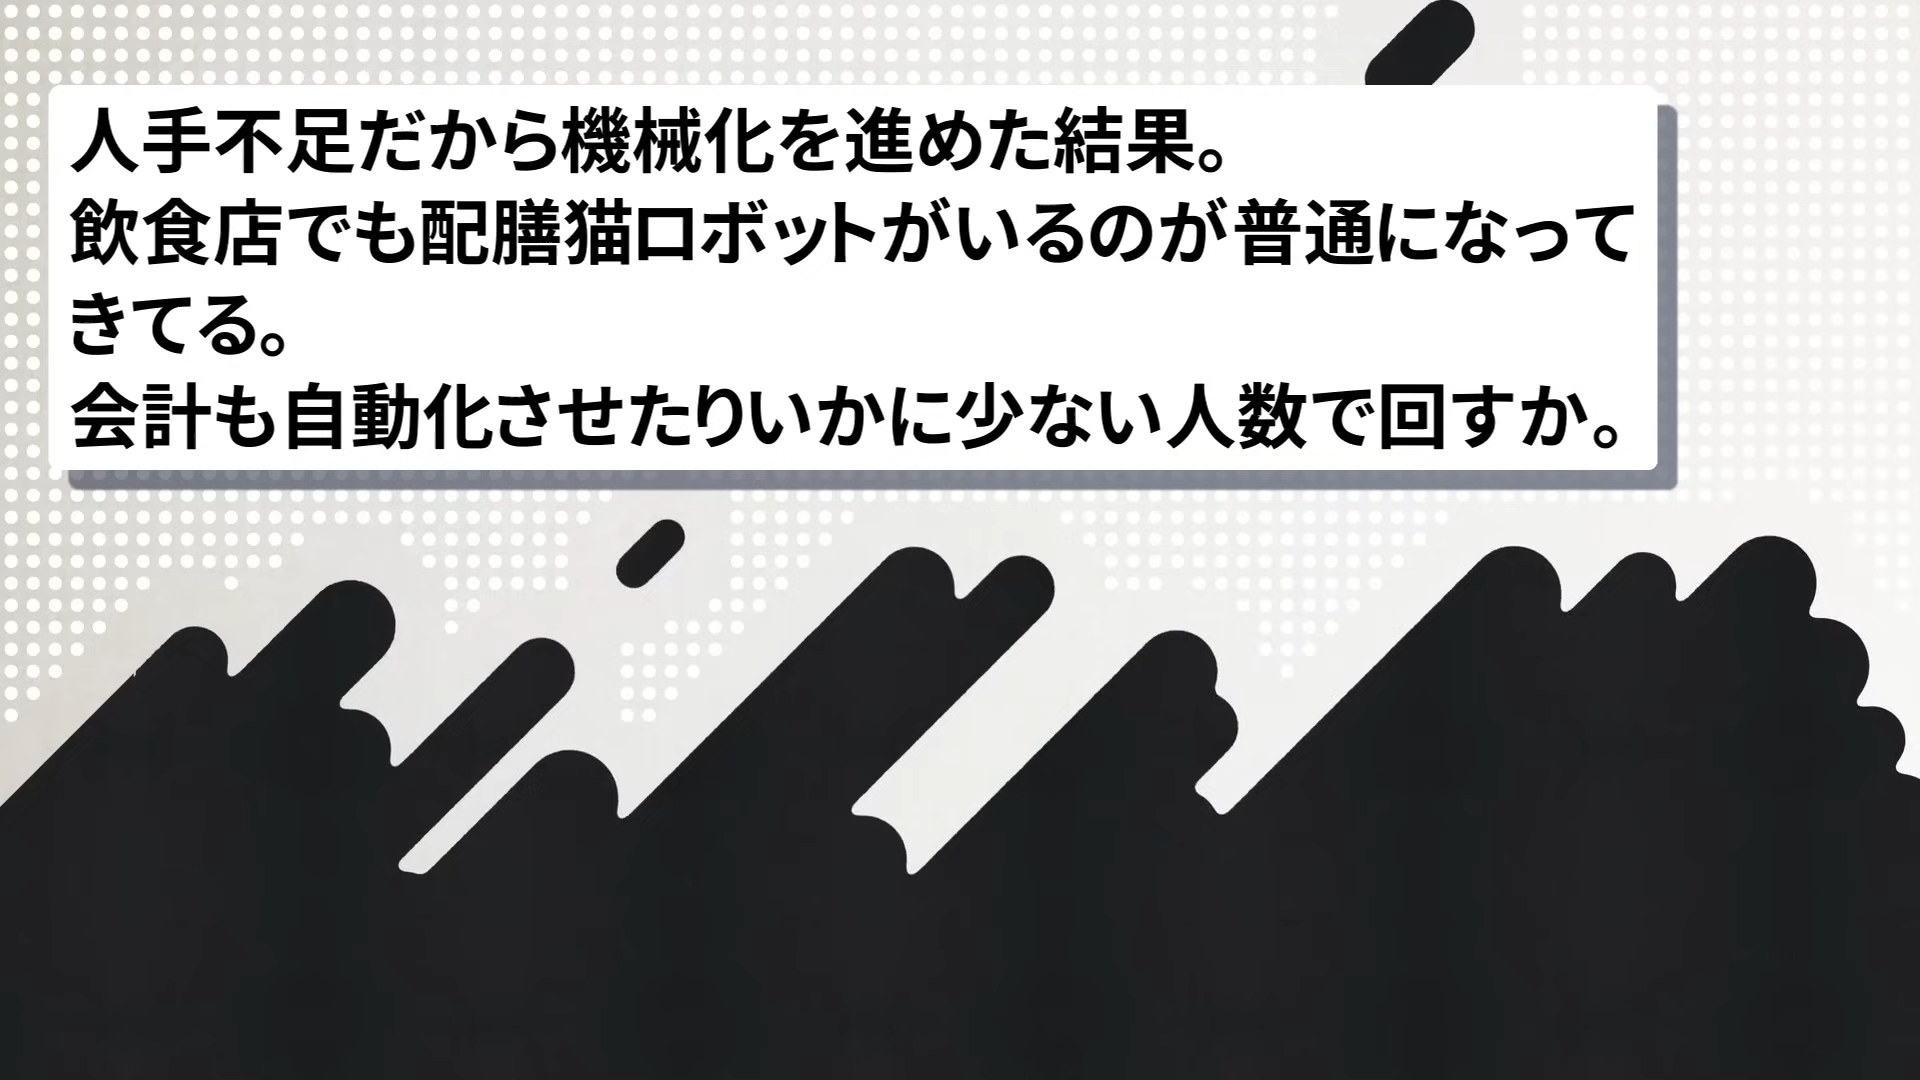 人手不足だから機械化を進めた結果。
飲食店でも配膳猫ロボットがいるのが普通になって
きてる。
会計も自動化させたりいかに少ない人数で回すか。